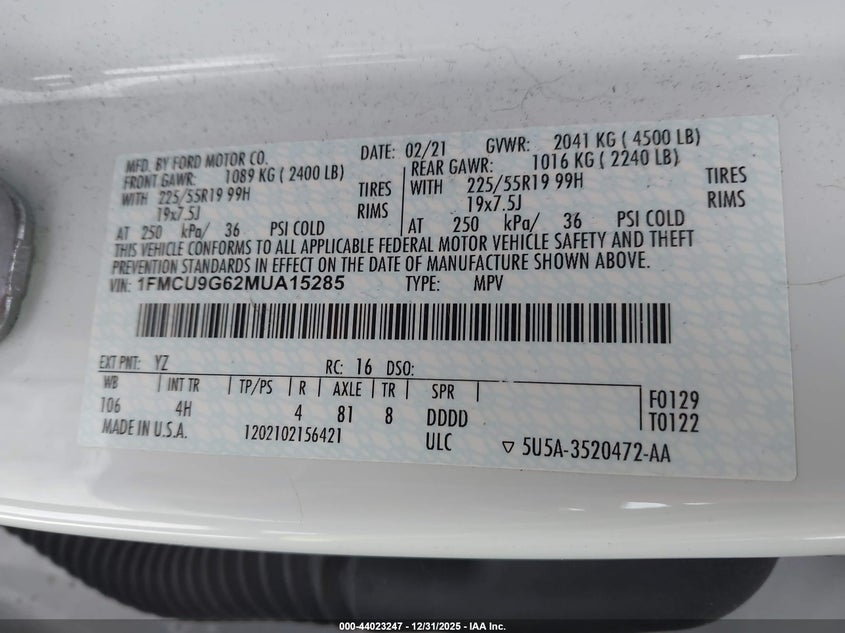 MFD. BY FORD MOTOR CO. DATE: 02/21 GVWR: 2041 KG ( 4500 LB)
FRONT GAWR: 1089 KG ( 2400 LB) REAR GAWR: 1016 KG ( 2240 LB)
WITH 225/55R19 99H TIRES WITH 225/55R19 99H TIRES
19x7.5J RIMS 19x7.5J RIMS
AT 250 kPa/ 36 PSI COLD AT 250 kPa/ 36 PSI COLD
THIS VEHICLE CONFORMS TO ALL APPLICABLE FEDERAL MOTOR VEHICLE SAFETY AND THEFT
PREVENTION STANDARDS IN EFFECT ON THE DATE OF MANUFACTURE SHOWN ABOVE.
VIN: 1FMCU9G62MUA15285 TYPE: MPV
EXT PNT: YZ RC: 16 DSO:
WB INT TR TP/PS R AXLE TR SPR F0129
106 4H 4 81 8 DDDD T0122
MADE IN U.S.A. 1202102156421 ULC ▽ 5U5A-3520472-AA
000-44023247 - 12/31/2025 - IAA Inc.